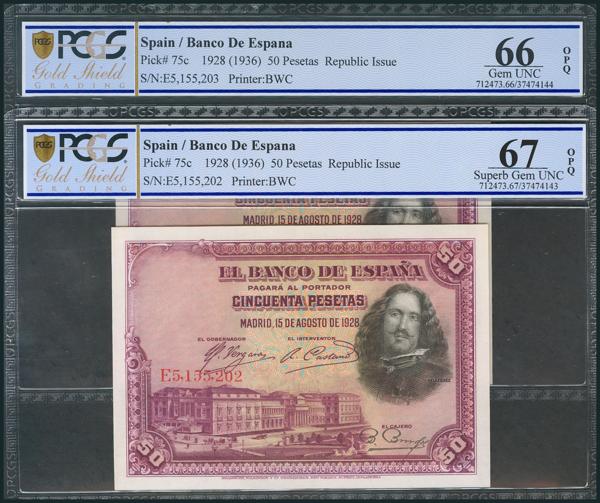 PCGS
Gold Shield
GRADING
Spain / Banco De Espana
Pick# 75c 1928 (1936) 50 Pesetas Republic Issue
S/N:E5,155,203 Printer:BWC
66
Gem UNC
OPQ
712473.66/37474144
PCGS
Gold Shield
GRADING
Spain / Banco De Espana
Pick# 75c 1928 (1936) 50 Pesetas Republic Issue
S/N:E5,155,202 Printer:BWC
67
Superb Gem UNC
OPQ
712473.67/37474143
CINCUENTA PESETAS
MADRID, 15 DE AGOSTO DE 1928.
50
EL BANCO DE ESPAÑA
PAGARÁ AL PORTADOR
CINCUENTA PESETAS
MADRID, 15 DE AGOSTO DE 1928.
EL GOBERNADOR EL INTERVENTOR
E5,155,202
VELAZQUEZ
EL CAJERO
50
50